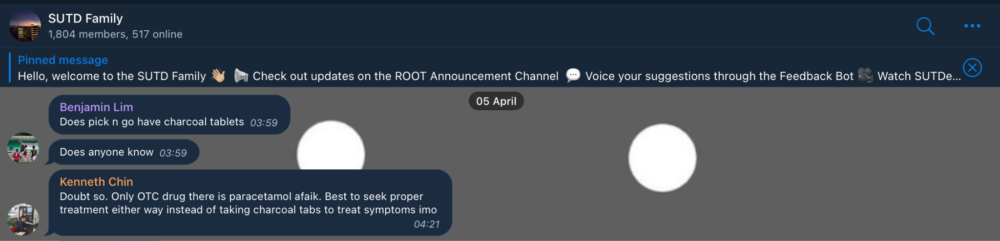 SUTD Family
1,804 members, 517 online
Pinned message
Hello, welcome to the SUTD Family 👋🏼 📢 Check out updates on the ROOT Announcement Channel 💬 Voice your suggestions through the Feedback Bot 🎥 Watch SUTDe...
05 April
Benjamin Lim
Does pick n go have charcoal tablets 03:59
Does anyone know 03:59
Kenneth Chin
Doubt so. Only OTC drug there is paracetamol afaik. Best to seek proper
treatment either way instead of taking charcoal tabs to treat symptoms imo
04:21